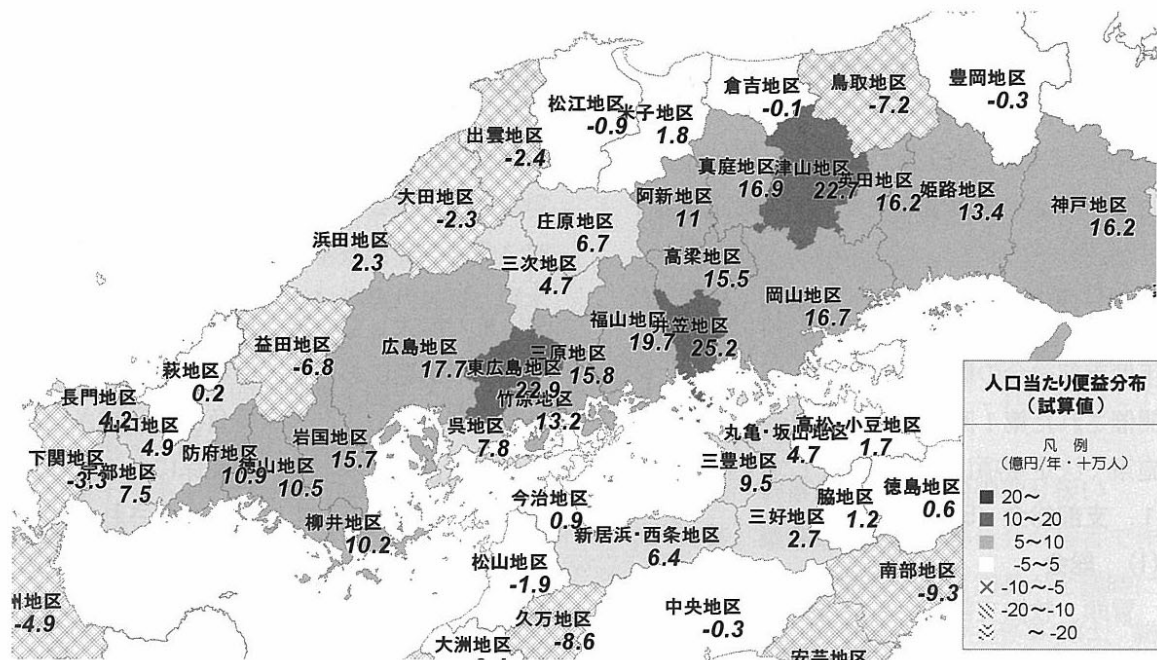 豊岡地区
-0.3
鳥取地区
-7.2
倉吉地区
-0.1
松江地区
-0.9
米子地区
1.8
出雲地区
-2.4
真庭地区
16.9
津山地区
22.7
英田地区
16.2
姫路地区
13.4
神戸地区
16.2
大田地区
-2.3
阿新地区
11
庄原地区
6.7
浜田地区
2.3
三次地区
4.7
高梁地区
15.5
岡山地区
16.7
福山地区
19.7
井笠地区
25.2
益田地区
-6.8
広島地区
17.7
三原地区
15.8
東広島地区
22.9
竹原地区
13.2
萩地区
0.2
長門地区
4.2
山口地区
4.9
呉地区
7.8
岩国地区
15.7
防府地区
10.9
徳山地区
10.5
下関地区
-3.3
宇部地区
7.5
柳井地区
10.2
丸亀・坂出地区
4.7
高松・小豆地区
1.7
三豊地区
9.5
徳島地区
0.6
脇地区
1.2
今治地区
0.9
新居浜・西条地区
6.4
三好地区
2.7
松山地区
-1.9
南部地区
-9.3
州地区
-4.9
久万地区
-8.6
中央地区
-0.3
大洲地区
安芸地区
人口当たり便益分布
(試算値)
凡 例
(億円/年・十万人)
20～
10～20
5～10
-5～5
-10～-5
-20～-10
～-20